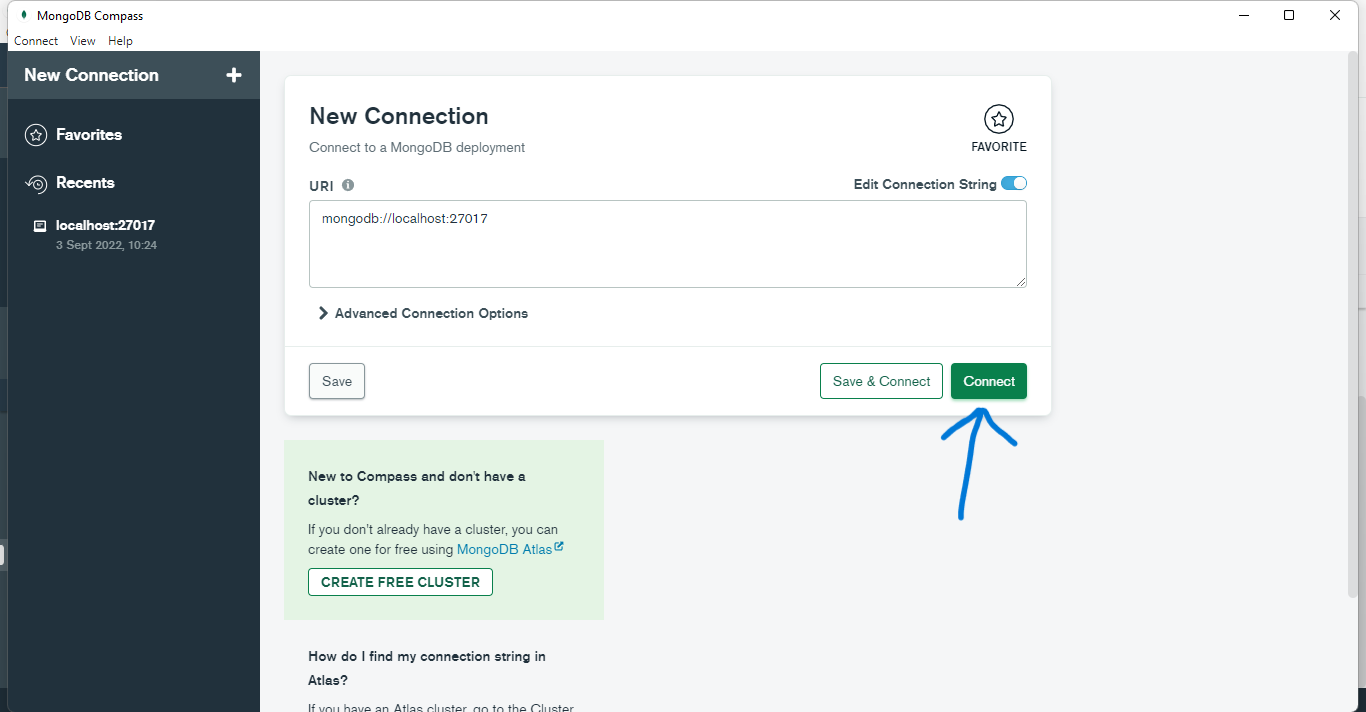 MongoDB Compass
Connect View Help
New Connection
Favorites
Recents
localhost:27017
3 Sept 2022, 10:24
New Connection
Connect to a MongoDB deployment
FAVORITE
URI
Edit Connection String
mongodb://localhost:27017
Advanced Connection Options
Save
Save & Connect
Connect
New to Compass and don't have a
cluster?
If you don't already have a cluster, you can
create one for free using MongoDB Atlas
CREATE FREE CLUSTER
How do I find my connection string in
Atlas?
If you have an Atlas cluster, go to the Cluster